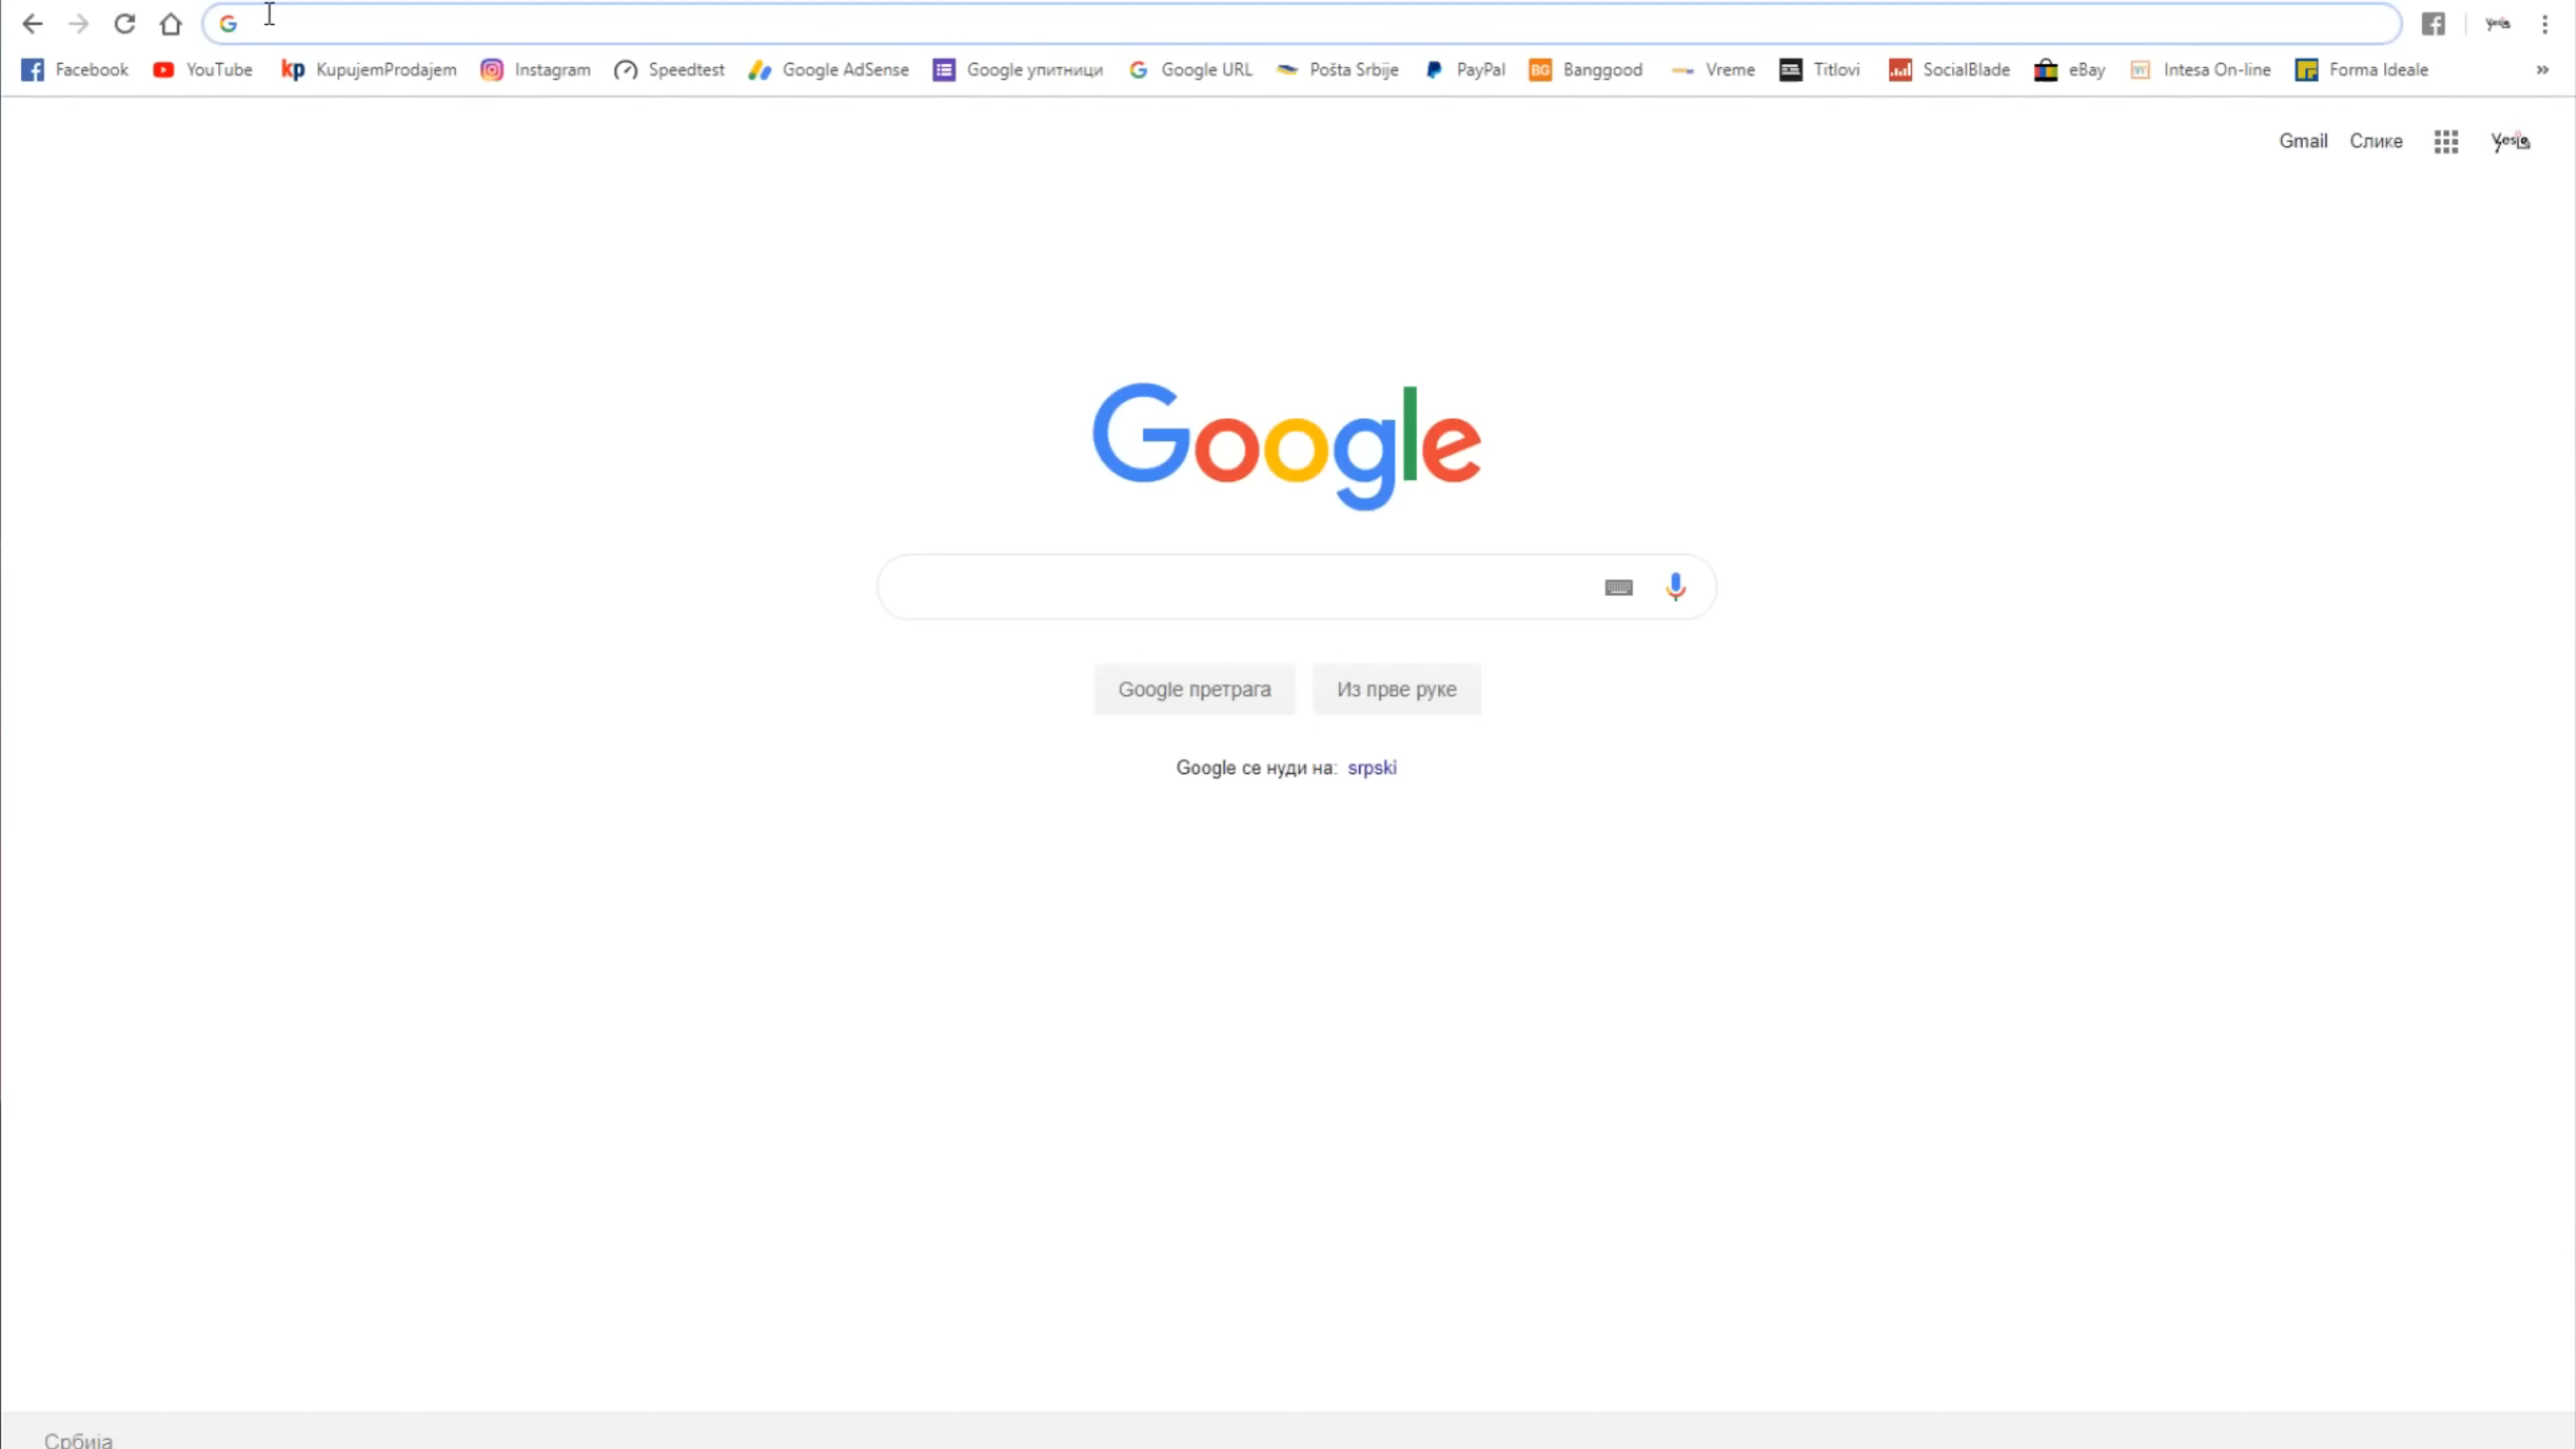 Facebook YouTube kp KupujemProdajem Instagram Speedtest Google AdSense Google упитници Google URL Pošta Srbije PayPal BG Banggood Vreme Titlovi SocialBlade eBay Intesa On-line Forma Ideale »
Gmail Слике
Google
Google претрага Из прве руке
Google се нуди на: srpski
Србија